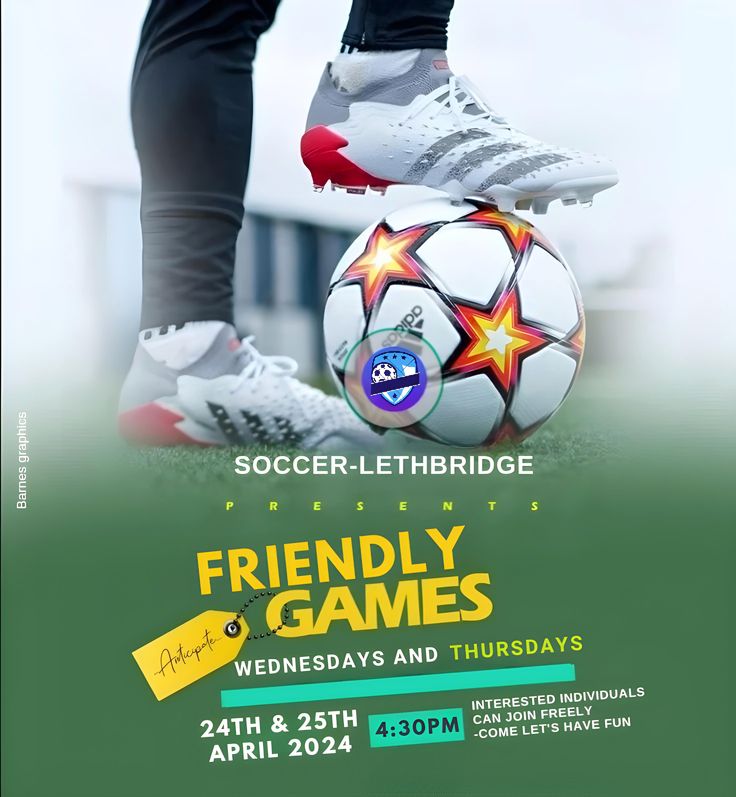 adidas
Barnes graphics
SOCCER-LETHBRIDGE
PRESENTS
FRIENDLY
GAMES
Anticipate
WEDNESDAYS AND THURSDAYS
24TH & 25TH
APRIL 2024
4:30PM
INTERESTED INDIVIDUALS
CAN JOIN FREELY
-COME LET'S HAVE FUN